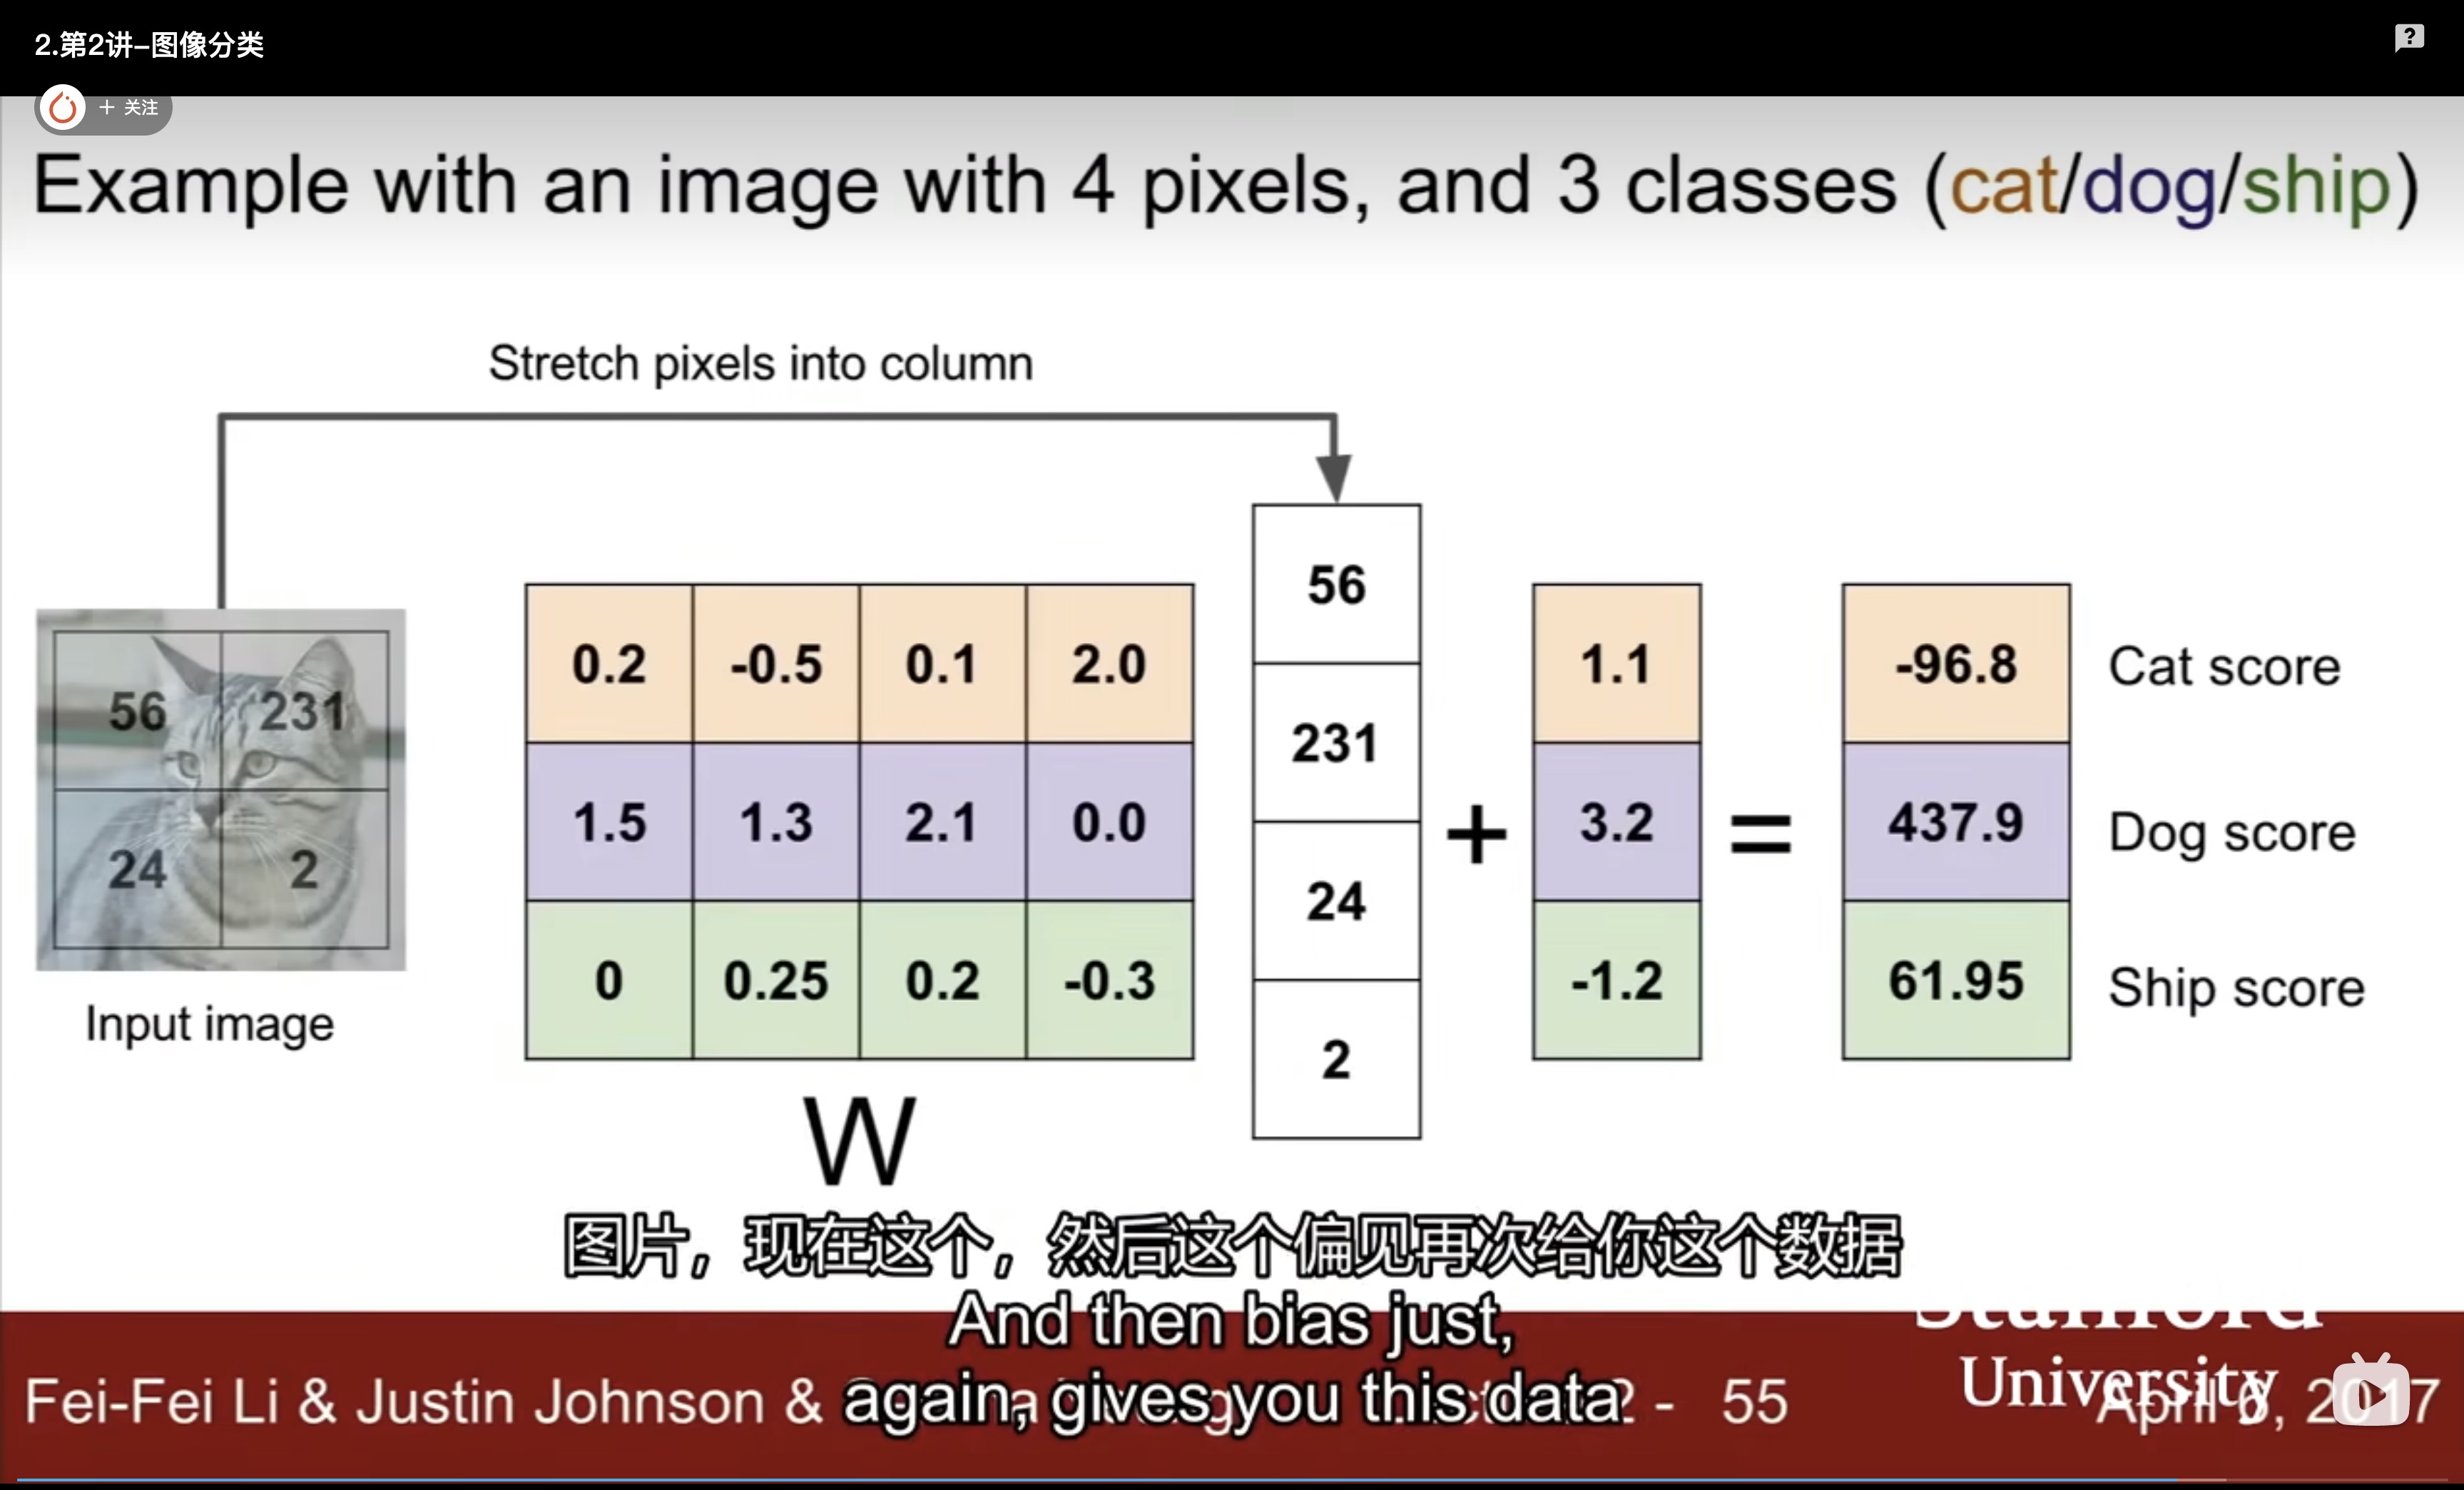 2.第2讲–图像分类
?
+ 关注
Example with an image with 4 pixels, and 3 classes (cat/dog/ship)
Stretch pixels into column
56 231
24 2
Input image
0.2 -0.5 0.1 2.0
1.5 1.3 2.1 0.0
0 0.25 0.2 -0.3
W
56
231
24
2
+
1.1
3.2
-1.2
=
-96.8 Cat score
437.9 Dog score
61.95 Ship score
图片，现在这个，然后这个偏见再次给你这个数据
And then bias just,
again, gives you this data
Fei-Fei Li & Justin Johnson &
2 - 55
Stanford
University
April 6, 2017